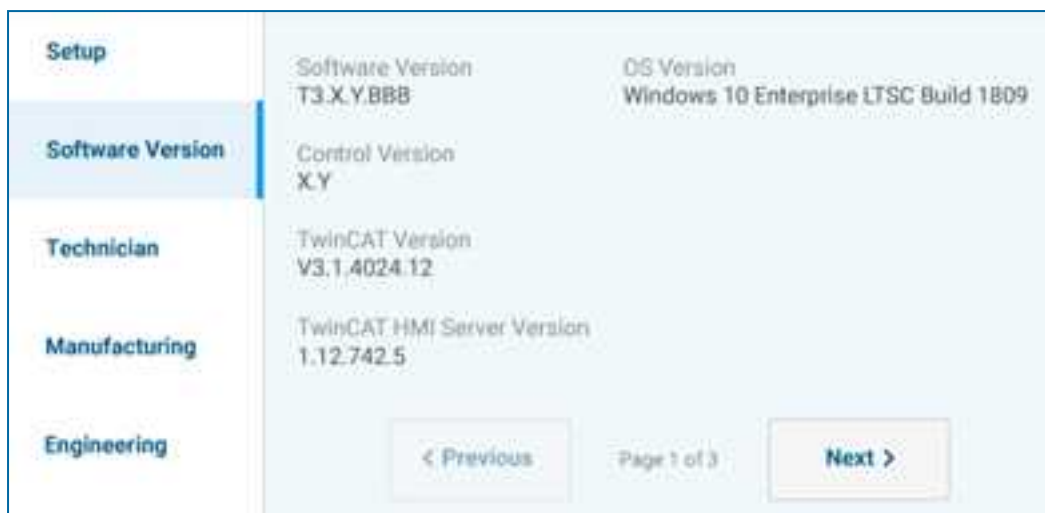 Setup
Software Version
Technician
Manufacturing
Engineering
Software Version
T3.X.Y.BBB
OS Version
Windows 10 Enterprise LTSC Build 1809
Control Version
X.Y
TwinCAT Version
V3.1.4024.12
TwinCAT HMI Server Version
1.12.742.5
< Previous
Page 1 of 3
Next >